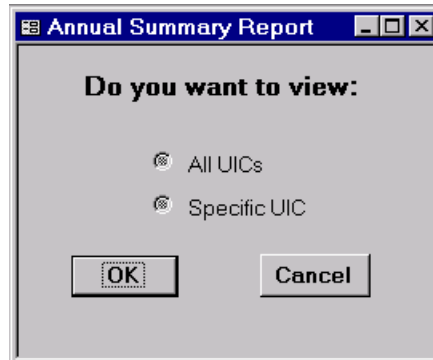 Annual Summary Report
Do you want to view:
All UICs
Specific UIC
OK Cancel